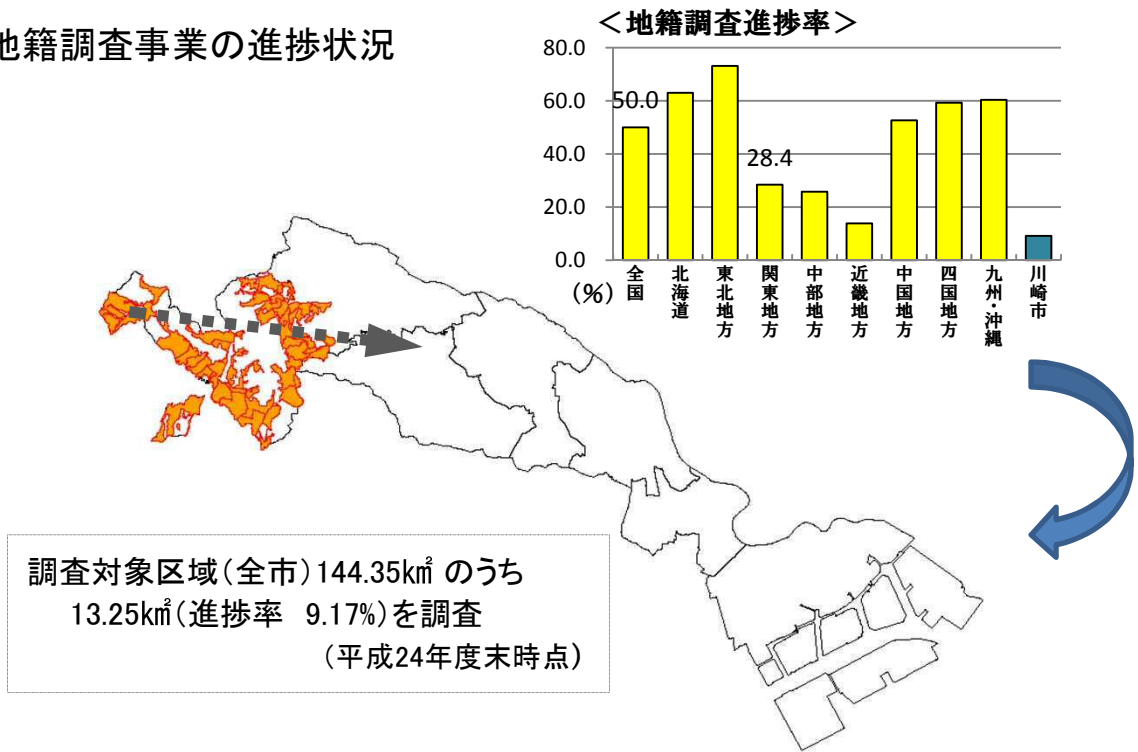 地籍調査事業の進捗状況
＜地籍調査進捗率＞
80.0
60.0
40.0
20.0
0.0
(%)
50.0
28.4
全国
北海道
東北地方
関東地方
中部地方
近畿地方
中国地方
四国地方
九州・沖縄
川崎市
調査対象区域（全市）144.35k㎡ のうち
13.25k㎡（進捗率 9.17%）を調査
（平成24年度末時点）